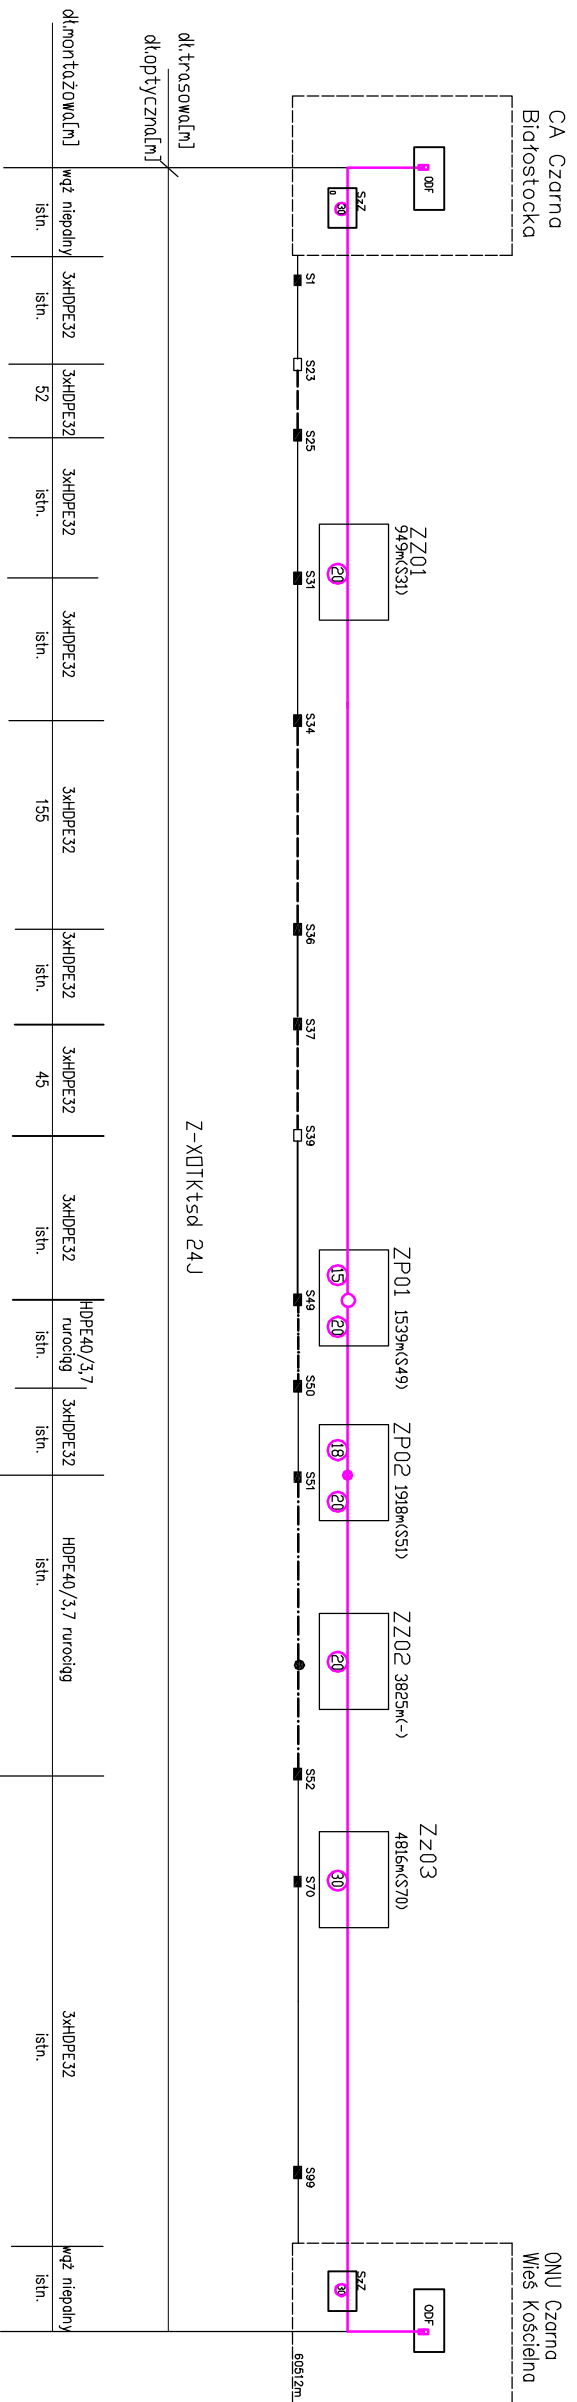 CA Czarna
Białostocka
ODF
SzZ
30
0
S1
S23
S25
ZZ01
949m(S31)
20
S31
S34
S36
S37
S39
ZP01 1539m(S49)
15
20
S49
S50
ZP02 1918m(S51)
18
20
S51
ZZ02 3825m(-)
20
S52
Zz03
4816m(S70)
30
S70
S99
ONU Czarna
Wieś Kościelna
ODF
SzZ
30
60512m
dł.trasowa[m]
dł.optyczna[m]
Z-XOTKtsd 24J
dł.montażowa[m]
wąż niepalny
istn.
3xHDPE32
istn.
3xHDPE32
52
3xHDPE32
istn.
3xHDPE32
istn.
3xHDPE32
155
3xHDPE32
istn.
3xHDPE32
45
3xHDPE32
istn.
HDPE40/3,7
rurociąg
istn.
3xHDPE32
istn.
HDPE40/3,7 rurociąg
istn.
3xHDPE32
istn.
wąż niepalny
istn.